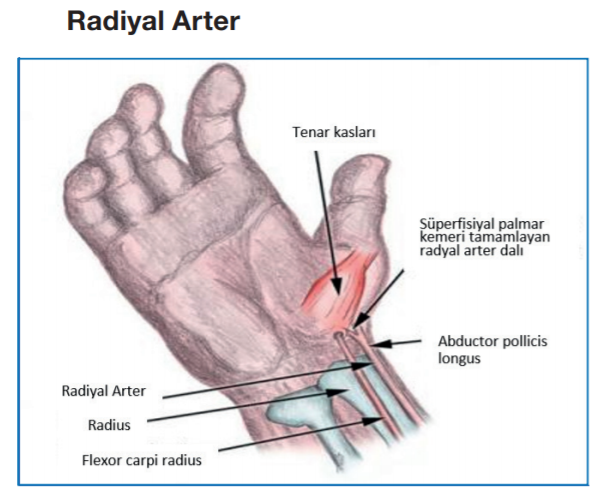 Radiyal Arter
Tenar kasları
Süperfisiyal palmar
kemeri tamamlayan
radyal arter dalı
Abductor pollicis
longus
Radiyal Arter
Radius
Flexor carpi radius